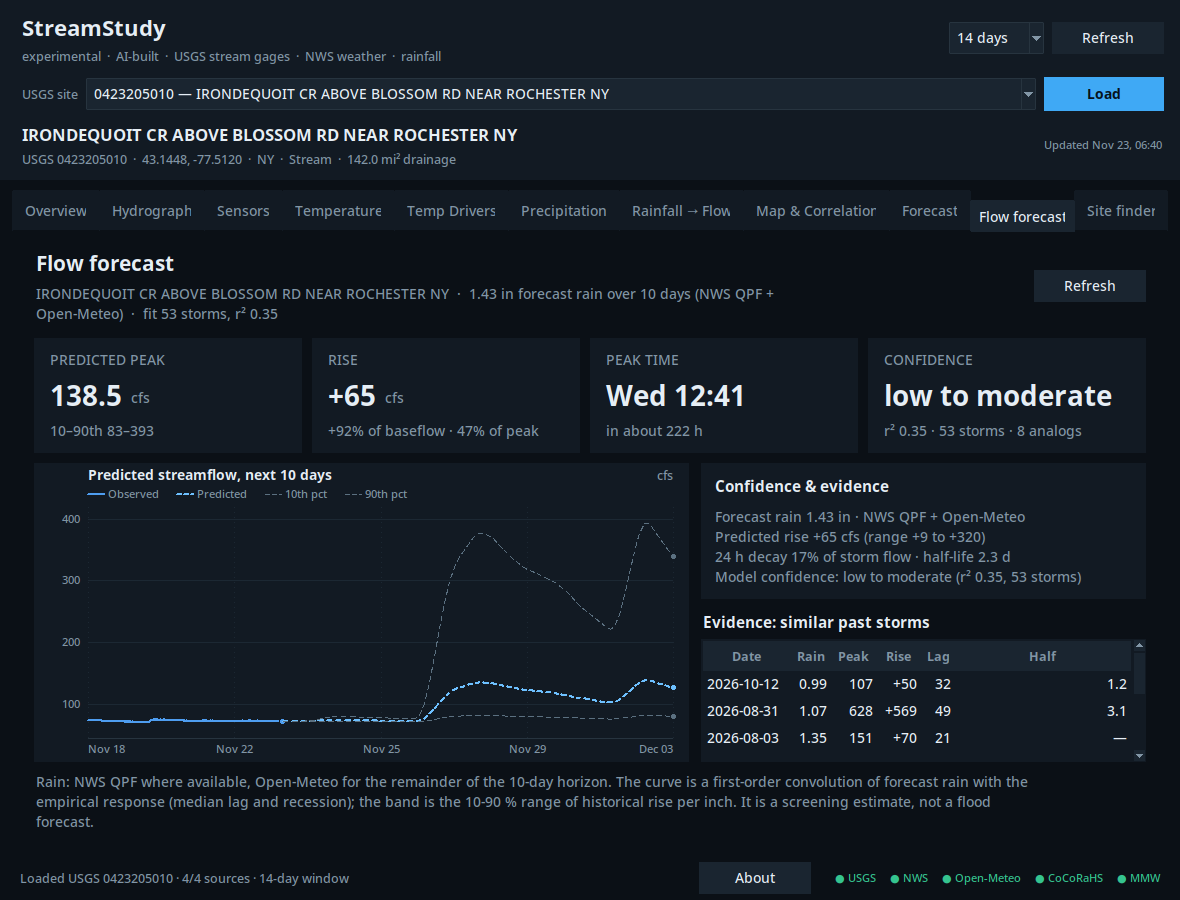 StreamStudy
experimental · AI-built · USGS stream gages · NWS weather · rainfall
14 days
Refresh
USGS site
0423205010 — IRONDEQUOIT CR ABOVE BLOSSOM RD NEAR ROCHESTER NY
Load
IRONDEQUOIT CR ABOVE BLOSSOM RD NEAR ROCHESTER NY
USGS 0423205010 · 43.1448, -77.5120 · NY · Stream · 142.0 mi² drainage
Updated Nov 23, 06:40
Overview Hydrograph Sensors Temperature Temp Drivers Precipitation Rainfall → Flow Map & Correlation Forecast Flow forecast Site finder
Flow forecast
IRONDEQUOIT CR ABOVE BLOSSOM RD NEAR ROCHESTER NY · 1.43 in forecast rain over 10 days (NWS QPF +
Open-Meteo) · fit 53 storms, r² 0.35
Refresh
PREDICTED PEAK
138.5 cfs
10–90th 83–393
RISE
+65 cfs
+92% of baseflow · 47% of peak
PEAK TIME
Wed 12:41
in about 222 h
CONFIDENCE
low to moderate
r² 0.35 · 53 storms · 8 analogs
Predicted streamflow, next 10 days
cfs
Observed Predicted 10th pct 90th pct
400
300
200
100
Nov 18 Nov 22 Nov 25 Nov 29 Dec 03
Confidence & evidence
Forecast rain 1.43 in · NWS QPF + Open-Meteo
Predicted rise +65 cfs (range +9 to +320)
24 h decay 17% of storm flow · half-life 2.3 d
Model confidence: low to moderate (r² 0.35, 53 storms)
Evidence: similar past storms
Date Rain Peak Rise Lag Half
2026-10-12 0.99 107 +50 32 1.2
2026-08-31 1.07 628 +569 49 3.1
2026-08-03 1.35 151 +70 21 —
Rain: NWS QPF where available, Open-Meteo for the remainder of the 10-day horizon. The curve is a first-order convolution of forecast rain with the
empirical response (median lag and recession); the band is the 10-90 % range of historical rise per inch. It is a screening estimate, not a flood
forecast.
Loaded USGS 0423205010 · 4/4 sources · 14-day window
About
USGS NWS Open-Meteo CoCoRaHS MMW